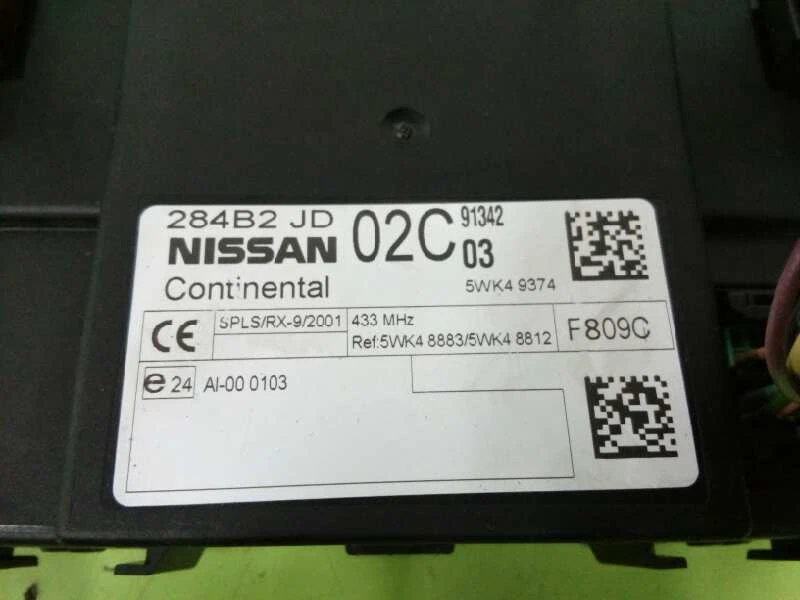 284B2 JD 02C 91342
NISSAN 03
Continental 5WK4 9374
CE SPLS/RX-9/2001 433 MHz F809C
Ref:5WK4 8883/5WK4 8812
e 24 AI-00 0103